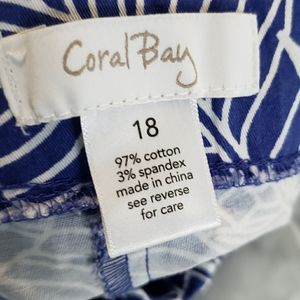 Coral Bay
18
97% cotton
3% spandex
made in china
see reverse
for care